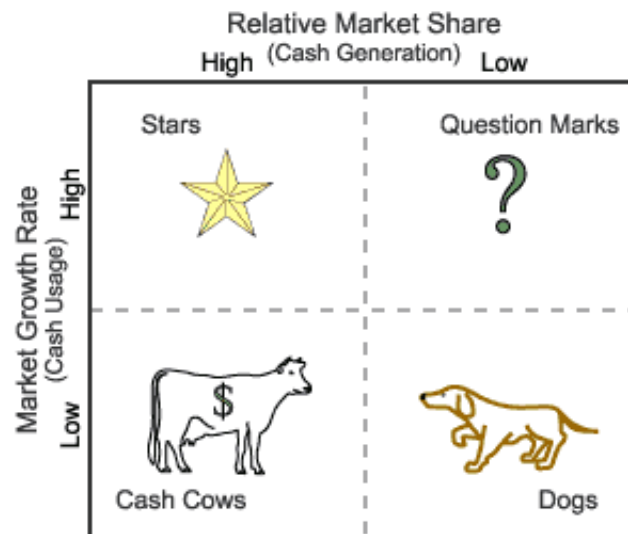 Relative Market Share
(Cash Generation)
High Low
Stars Question Marks
?
Market Growth Rate
(Cash Usage)
High
Low
$
Cash Cows Dogs